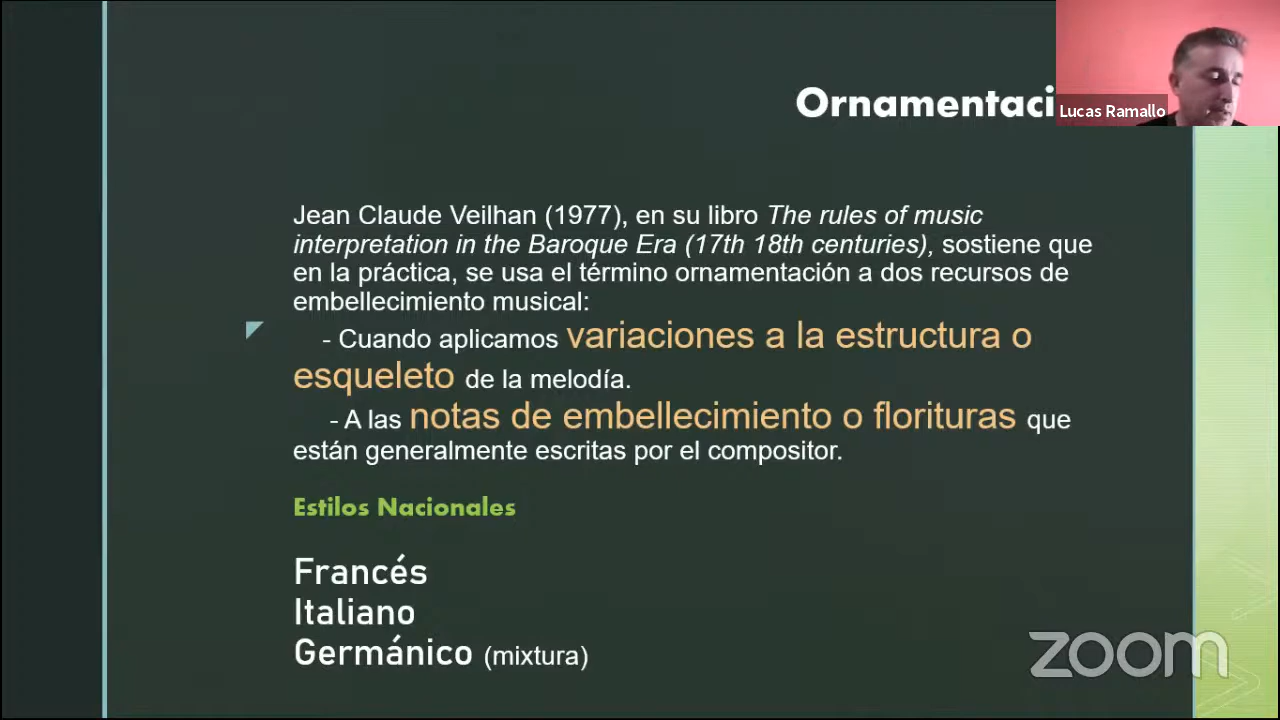 Ornamentaci
Lucas Ramallo
Jean Claude Veilhan (1977), en su libro The rules of music
interpretation in the Baroque Era (17th 18th centuries), sostiene que
en la práctica, se usa el término ornamentación a dos recursos de
embellecimiento musical:
- Cuando aplicamos variaciones a la estructura o
esqueleto de la melodía.
- A las notas de embellecimiento o florituras que
están generalmente escritas por el compositor.
Estilos Nacionales
Francés
Italiano
Germánico (mixtura)
zoom